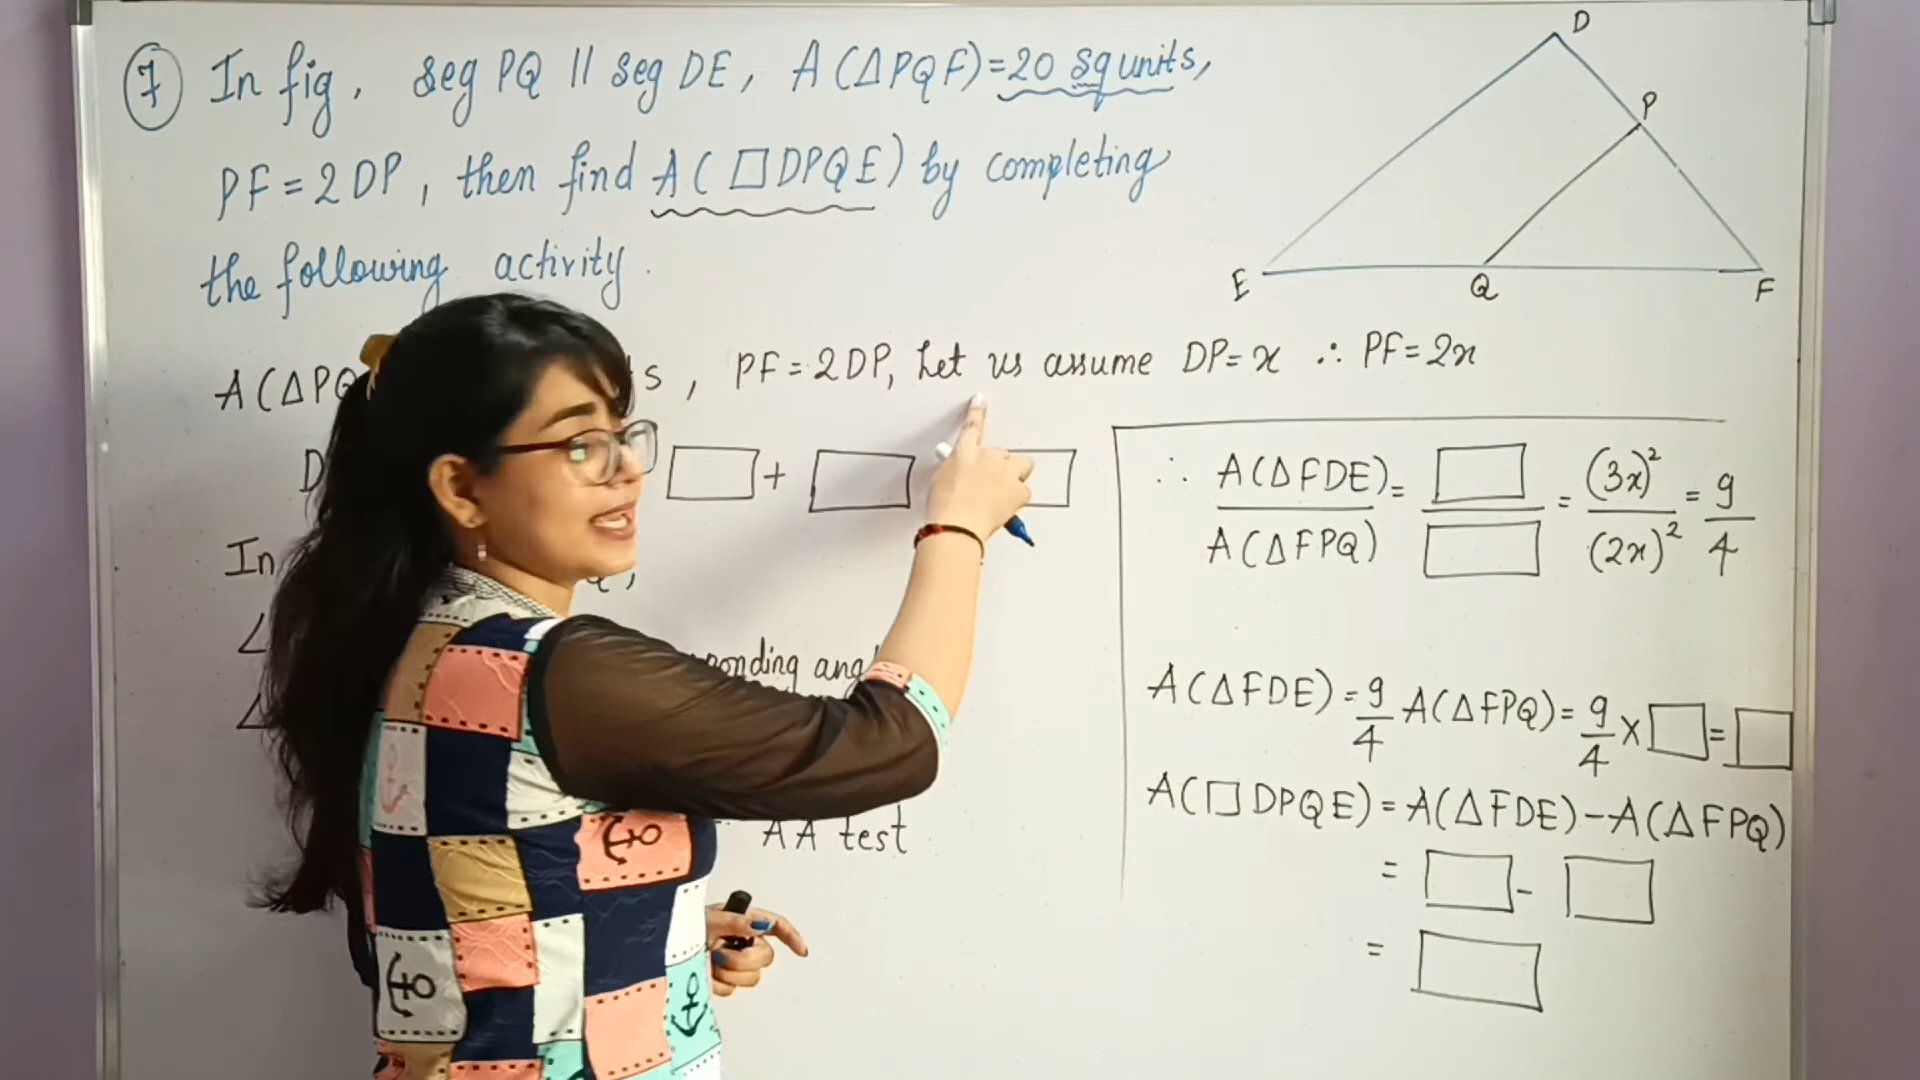 7 In fig, seg PQ || seg DE, A(△PQF)=20 sq units,
PF=2DP, then find A(□DPQE) by completing
the following activity.
D
P
E
Q
F
A(△PQ s, PF=2DP, Let us assume DP=x ∴ PF=2x
D □ + □ □
In ,
∠ ponding ang
∠
AA test
∴ A(△FDE)/A(△FPQ) = □/□ = (3x)²/(2x)² = 9/4
A(△FDE)=9/4 A(△FPQ)=9/4 × □ = □
A(□DPQE)=A(△FDE)-A(△FPQ)
= □ - □
= □